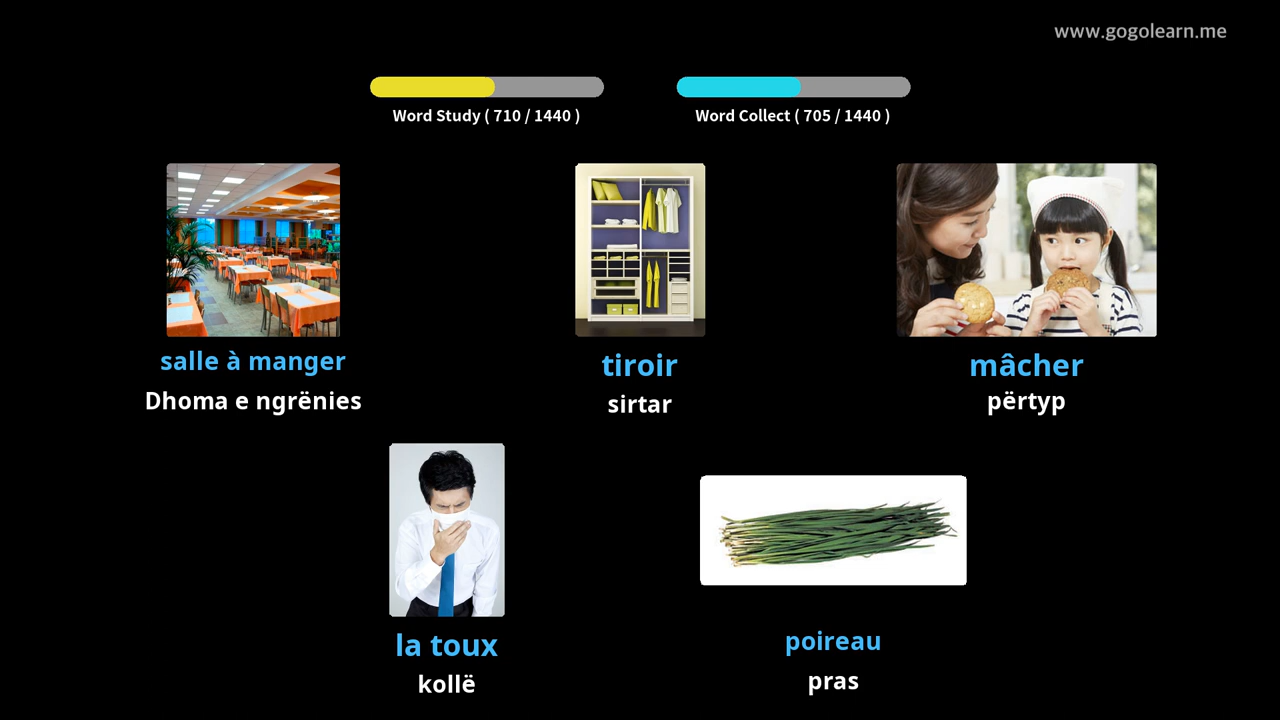 www.gogolearn.me
Word Study ( 710 / 1440 )
Word Collect ( 705 / 1440 )
salle à manger
Dhoma e ngrënies
tiroir
sirtar
mâcher
përtyp
la toux
kollë
poireau
pras